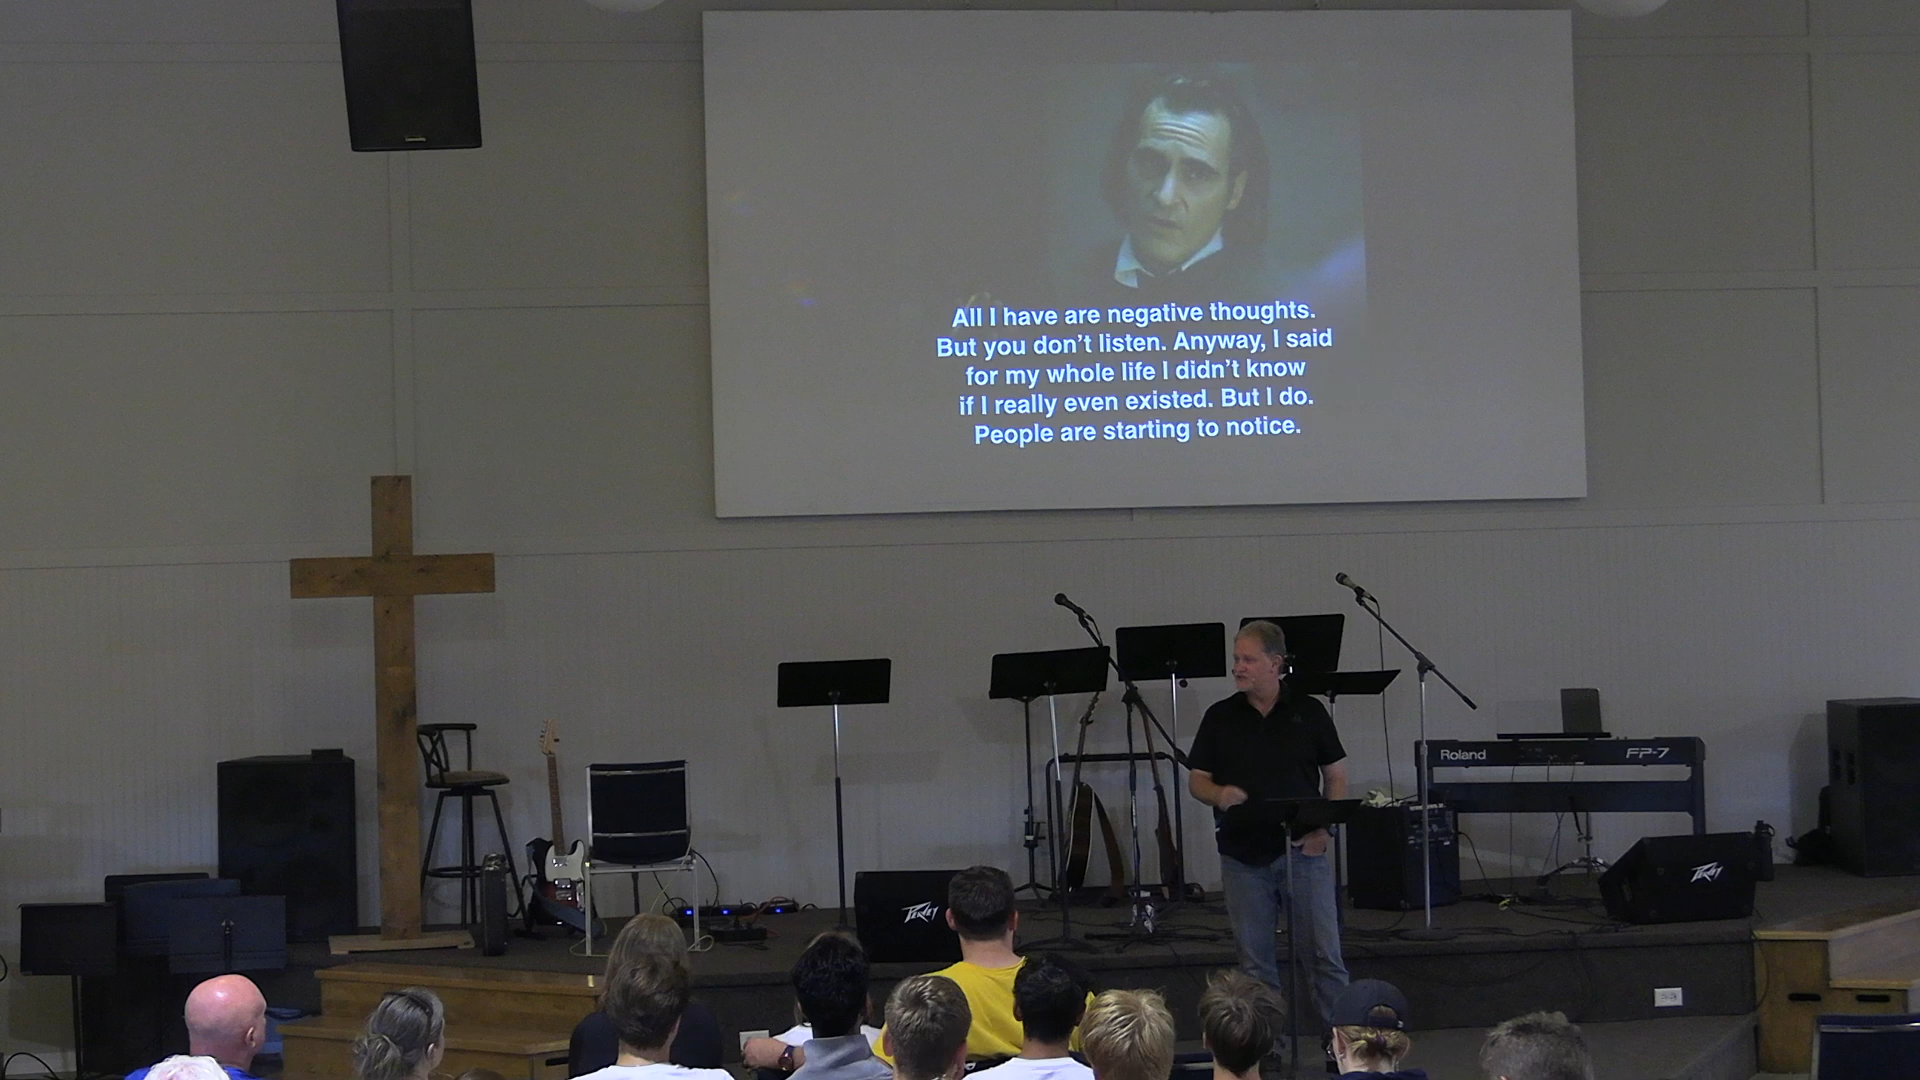 All I have are negative thoughts.
But you don't listen. Anyway, I said
for my whole life I didn't know
if I really even existed. But I do.
People are starting to notice.
Roland
FP-7
PEAVEY
PEAVEY